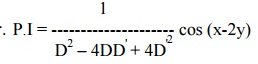 . P.I = 1 / (D² – 4DD' + 4D'²) cos (x-2y)